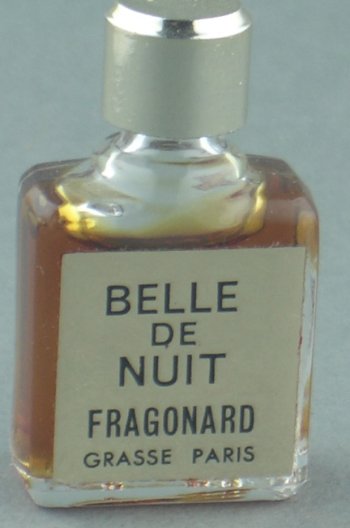 BELLE
DE
NUIT
FRAGONARD
GRASSE PARIS